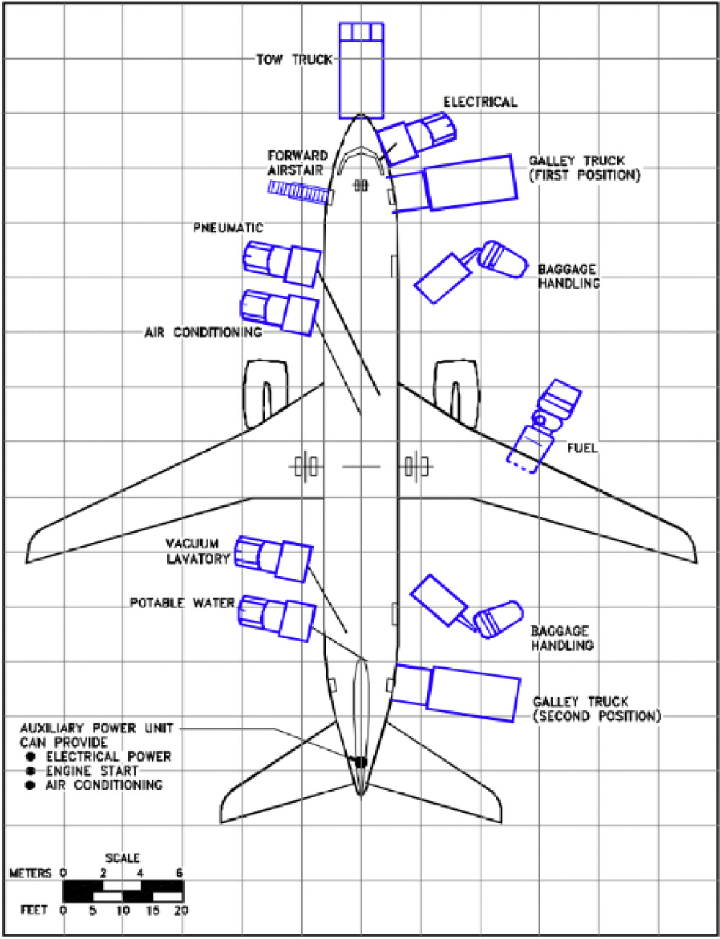 TOW TRUCK
ELECTRICAL
FORWARD
AIRSTAIR
GALLEY TRUCK
(FIRST POSITION)
PNEUMATIC
BAGGAGE
HANDLING
AIR CONDITIONING
FUEL
VACUUM
LAVATORY
POTABLE WATER
BAGGAGE
HANDLING
GALLEY TRUCK
(SECOND POSITION)
AUXILIARY POWER UNIT
CAN PROVIDE
● ELECTRICAL POWER
● ENGINE START
● AIR CONDITIONING
SCALE
METERS 0 2 4 6
FEET 0 5 10 15 20